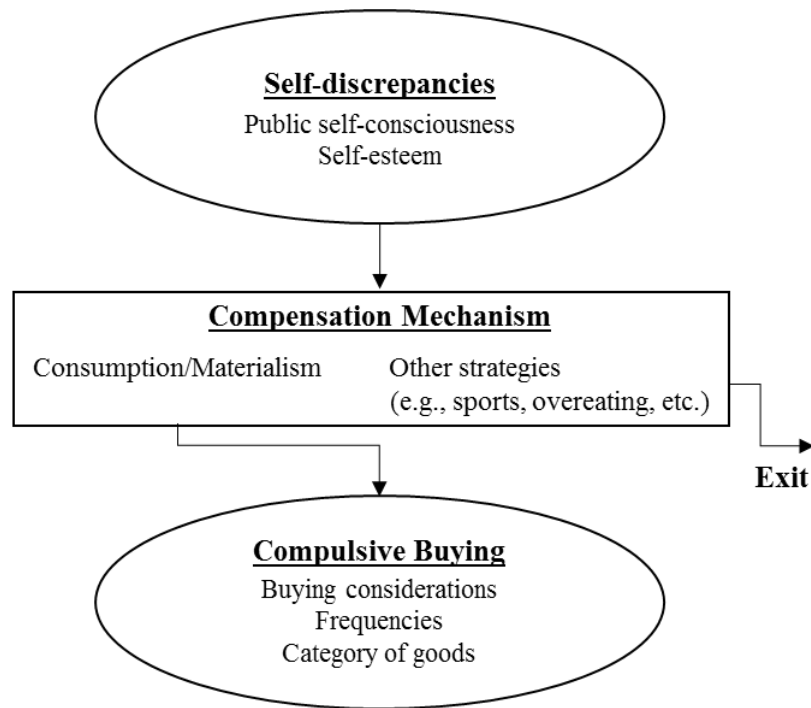 Self-discrepancies
Public self-consciousness
Self-esteem
Compensation Mechanism
Consumption/Materialism
Other strategies
(e.g., sports, overeating, etc.)
Exit
Compulsive Buying
Buying considerations
Frequencies
Category of goods